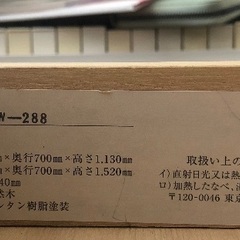 W—288
×奥行700mm×高さ1.130mm
×奥行700mm×高さ1.520mm
40mm
木
タン樹脂塗装
取扱い上の
イ）直射日光又は熱
ロ）加熱したなべ、湯
〒120-0046 東京